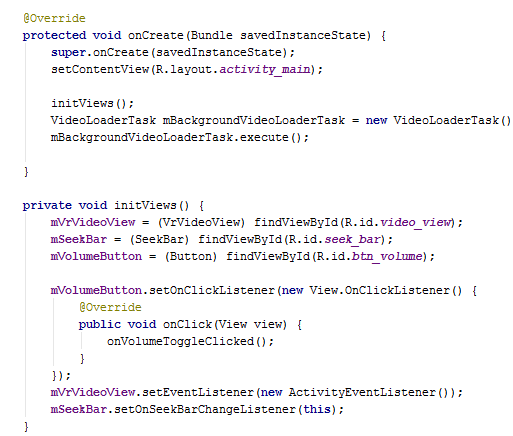 @Override
protected void onCreate(Bundle savedInstanceState) {
    super.onCreate(savedInstanceState);
    setContentView(R.layout.activity_main);

    initViews();
    VideoLoaderTask mBackgroundVideoLoaderTask = new VideoLoaderTask()
    mBackgroundVideoLoaderTask.execute();

}

private void initViews() {
    mVrVideoView = (VrVideoView) findViewById(R.id.video_view);
    mSeekBar = (SeekBar) findViewById(R.id.seek_bar);
    mVolumeButton = (Button) findViewById(R.id.btn_volume);

    mVolumeButton.setOnClickListener(new View.OnClickListener() {
        @Override
        public void onClick(View view) {
            onVolumeToggleClicked();
        }
    });
    mVrVideoView.setEventListener(new ActivityEventListener());
    mSeekBar.setOnSeekBarChangeListener(this);
}